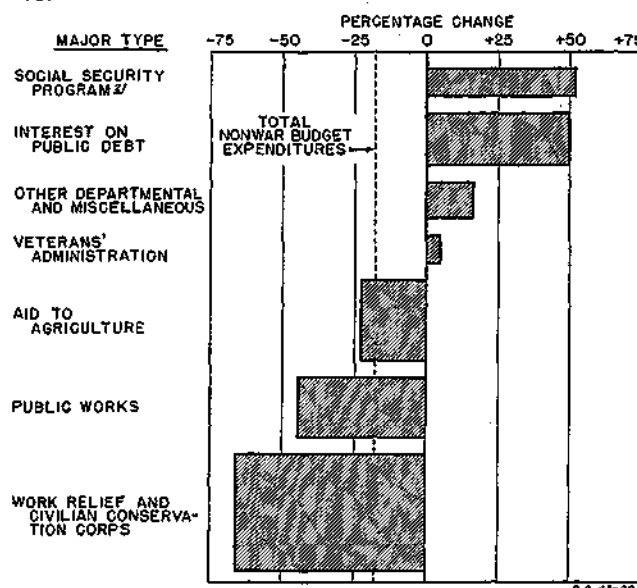 PERCENTAGE CHANGE
MAJOR TYPE
-75 -50 -25 0 +25 +50 +75
SOCIAL SECURITY
PROGRAM 2/
TOTAL
NONWAR BUDGET
EXPENDITURES
INTEREST ON
PUBLIC DEBT
OTHER DEPARTMENTAL
AND MISCELLANEOUS
VETERANS'
ADMINISTRATION
AID TO
AGRICULTURE
PUBLIC WORKS
WORK RELIEF AND
CIVILIAN CONSERVA-
TION CORPS